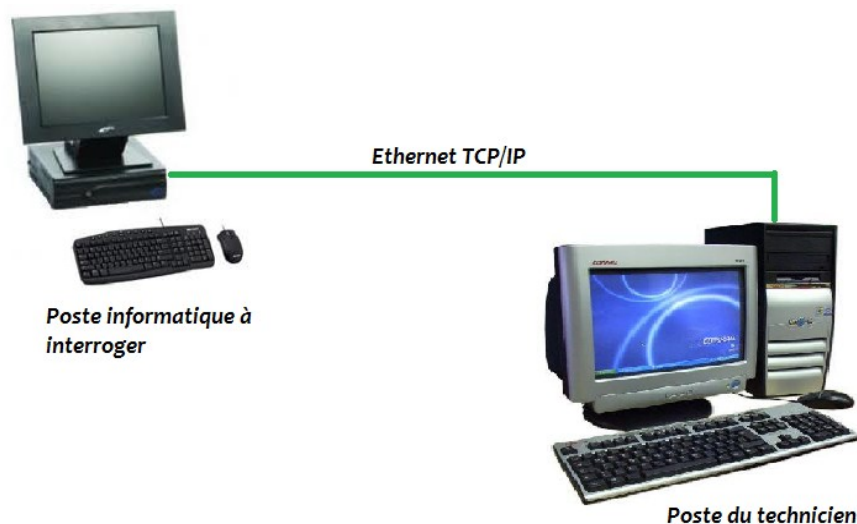 Ethernet TCP/IP
Poste informatique à
interroger
Poste du technicien